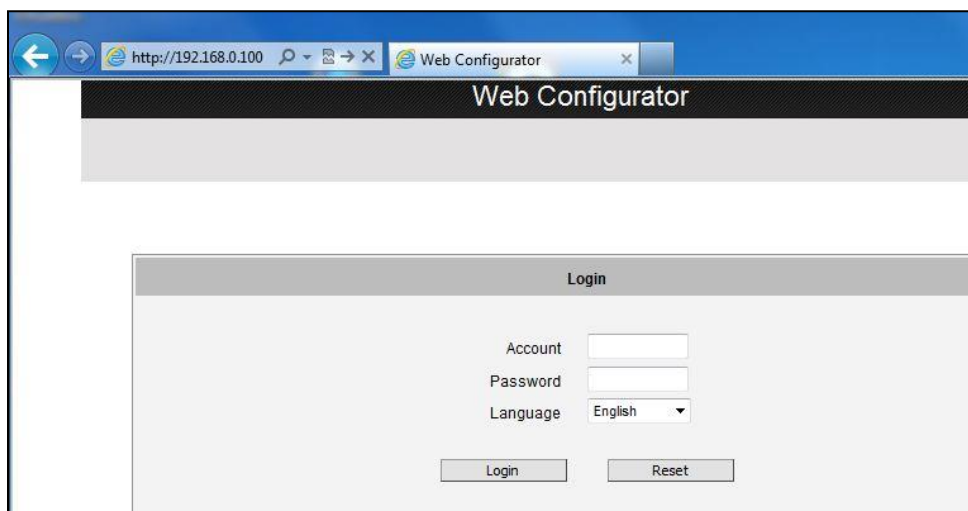 http://192.168.0.100
Web Configurator
Web Configurator
Login
Account
Password
Language English
Login Reset